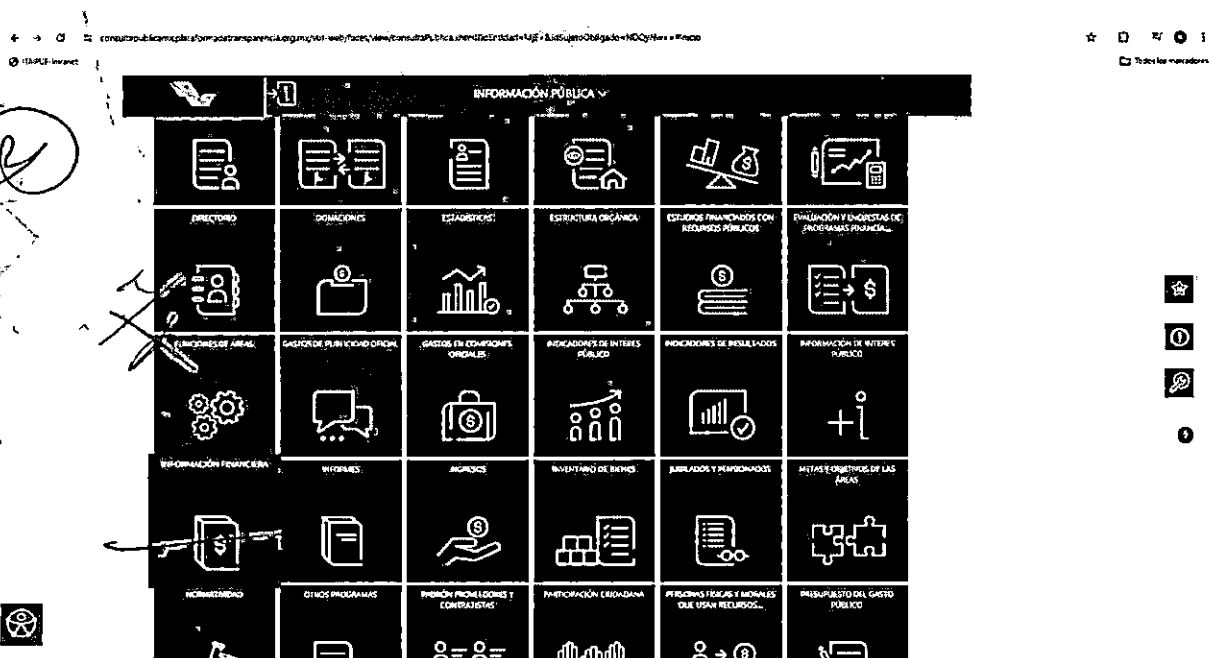 INFORMACIÓN PÚBLICA
Todos los marcadores
DIRECTORIO
DONACIONES
ESTADÍSTICAS
ESTRUCTURA ORGÁNICA
ESTUDIOS FINANCIADOS CON RECURSOS PÚBLICOS
EVALUACIÓN Y ENCUESTAS DE PROGRAMAS FINANCIA...
FUNCIONES DE ÁREAS
GASTOS DE PUBLICIDAD OFICIAL
GASTOS EN COMISIONES OFICIALES
INDICADORES DE INTERÉS PÚBLICO
INDICADORES DE RESULTADOS
INFORMACIÓN DE INTERÉS PÚBLICO
INFORMACIÓN FINANCIERA
INFORMES
INGRESOS
INVENTARIO DE BIENES
JUBILADOS Y PENSIONADOS
METAS Y OBJETIVOS DE LAS ÁREAS
NORMATIVIDAD
OTROS PROGRAMAS
PADRÓN PROVEEDORES Y CONTRATISTAS
PARTICIPACIÓN CIUDADANA
PERSONAS FÍSICAS Y MORALES QUE USAN RECURSOS...
PRESUPUESTO DEL GASTO PÚBLICO